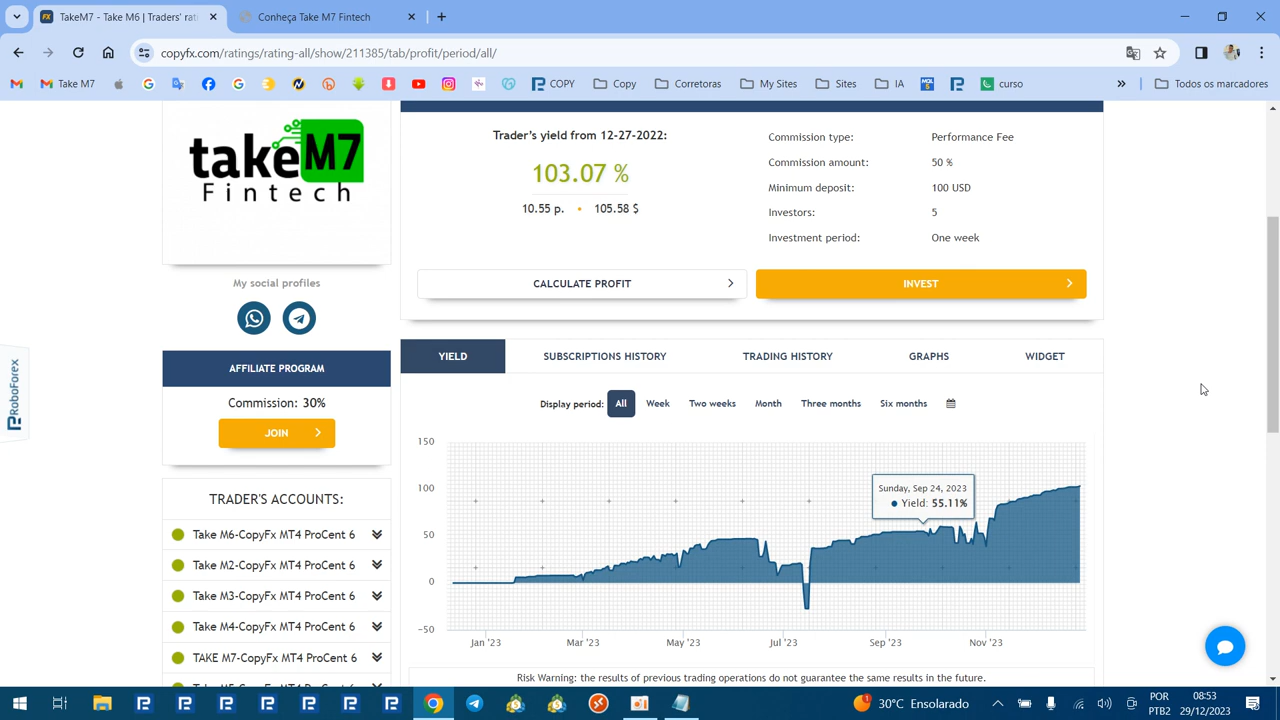 TakeM7 - Take M6 | Traders' rati
Conheça Take M7 Fintech
copyfx.com/ratings/rating-all/show/211385/tab/profit/period/all/
Take M7
COPY
Copy
Corretoras
My Sites
Sites
IA
curso
Todos os marcadores
takeM7
Fintech
Trader's yield from 12-27-2022:
103.07 %
10.55 p. • 105.58 $
Commission type: Performance Fee
Commission amount: 50 %
Minimum deposit: 100 USD
Investors: 5
Investment period: One week
CALCULATE PROFIT
INVEST
My social profiles
AFFILIATE PROGRAM
Commission: 30%
JOIN
TRADER'S ACCOUNTS:
Take M6-CopyFx MT4 ProCent 6
Take M2-CopyFx MT4 ProCent 6
Take M3-CopyFx MT4 ProCent 6
Take M4-CopyFx MT4 ProCent 6
TAKE M7-CopyFx MT4 ProCent 6
RoboForex
YIELD
SUBSCRIPTIONS HISTORY
TRADING HISTORY
GRAPHS
WIDGET
Display period: All Week Two weeks Month Three months Six months
150
100
50
0
-50
Sunday, Sep 24, 2023
Yield: 55.11%
Jan '23
Mar '23
May '23
Jul '23
Sep '23
Nov '23
Risk Warning: the results of previous trading operations do not guarantee the same results in the future.
1
30°C Ensolarado
POR
PTB2
08:53
29/12/2023